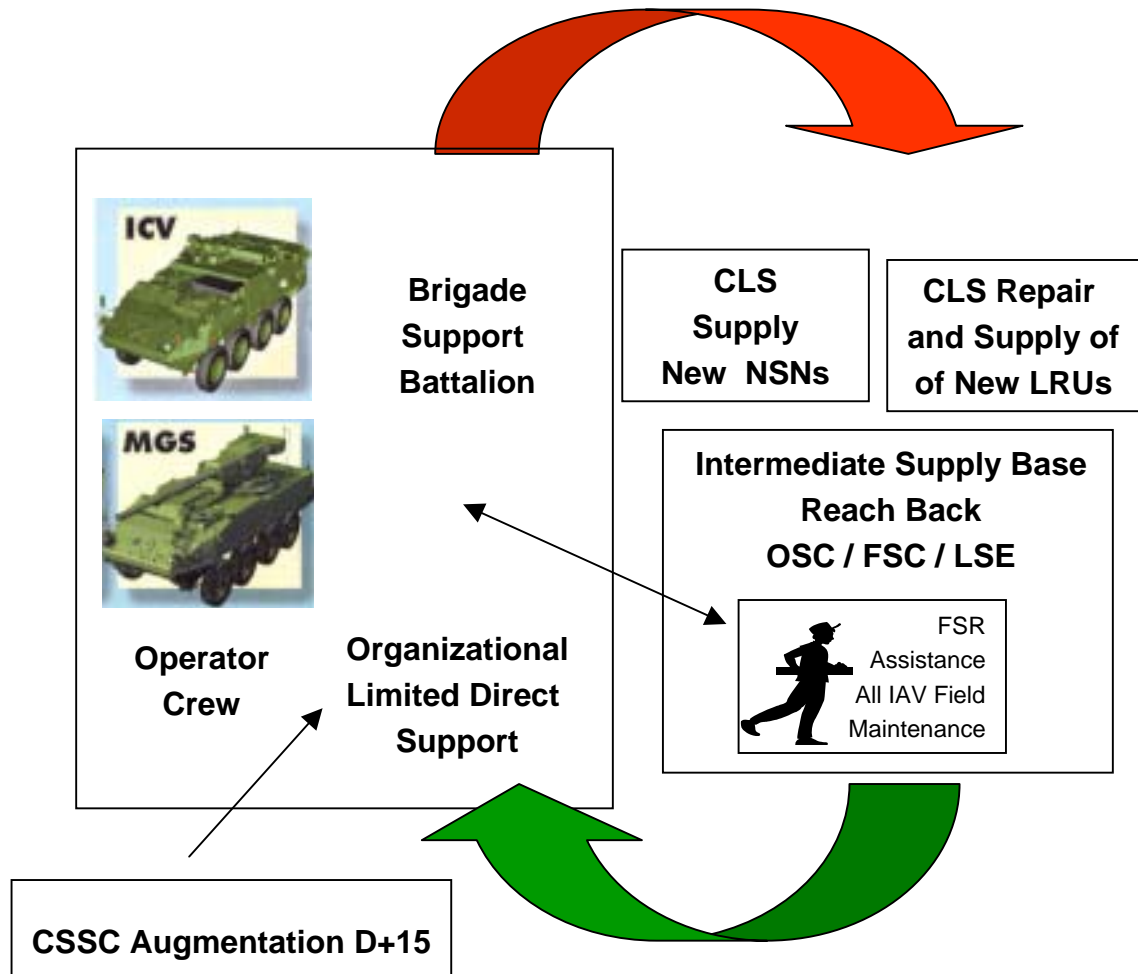 ICV
Brigade
Support
Battalion
MGS
Operator
Crew
Organizational
Limited Direct
Support
CLS
Supply
New NSNs
CLS Repair
and Supply of
of New LRUs
Intermediate Supply Base
Reach Back
OSC / FSC / LSE
FSR
Assistance
All IAV Field
Maintenance
CSSC Augmentation D+15